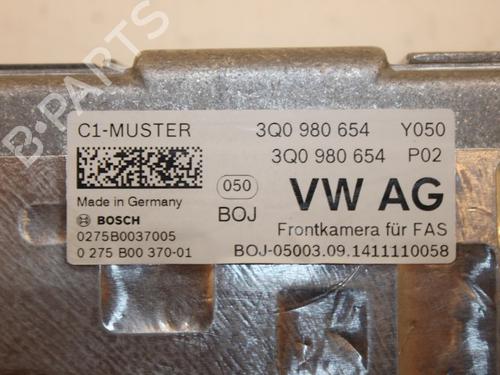 C1-MUSTER 3Q0 980 654 Y050
3Q0 980 654 P02
050
VW AG
Made in Germany
BOSCH
BOJ
Frontkamera für FAS
0275B0037005
0 275 B00 370-01
BOJ-05003.09.1411110058
B-PARTS